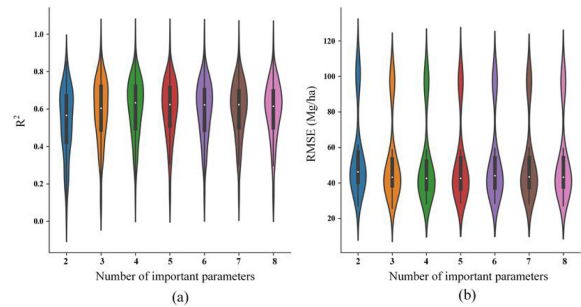 1.0
0.8
0.6
0.4
0.2
0.0
R²
2 3 4 5 6 7 8
Number of important parameters
(a)
120
100
80
60
40
20
RMSE (Mg/ha)
2 3 4 5 6 7 8
Number of important parameters
(b)